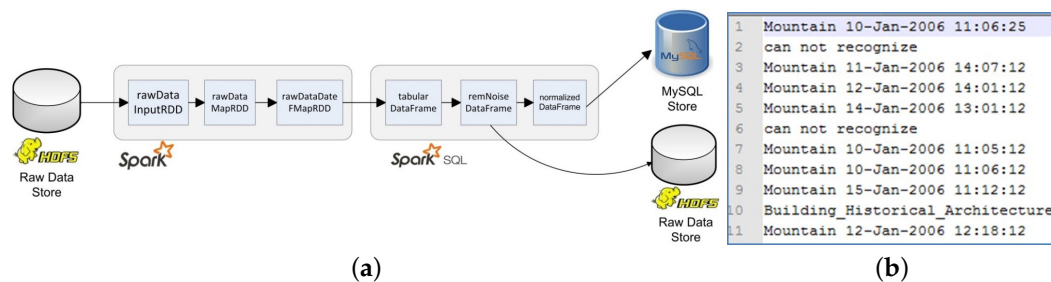 HDFS
Raw Data
Store
rawData
InputRDD
rawData
MapRDD
rawDataDate
FMapRDD
Spark
tabular
DataFrame
remNoise
DataFrame
normalized
DataFrame
Spark SQL
MySQL
MySQL
Store
HDFS
Raw Data
Store
(a)
1 Mountain 10-Jan-2006 11:06:25
2 can not recognize
3 Mountain 11-Jan-2006 14:07:12
4 Mountain 12-Jan-2006 14:01:12
5 Mountain 14-Jan-2006 13:01:12
6 can not recognize
7 Mountain 10-Jan-2006 11:05:12
8 Mountain 10-Jan-2006 11:06:12
9 Mountain 15-Jan-2006 11:12:12
10 Building_Historical_Architecture
11 Mountain 12-Jan-2006 12:18:12
(b)